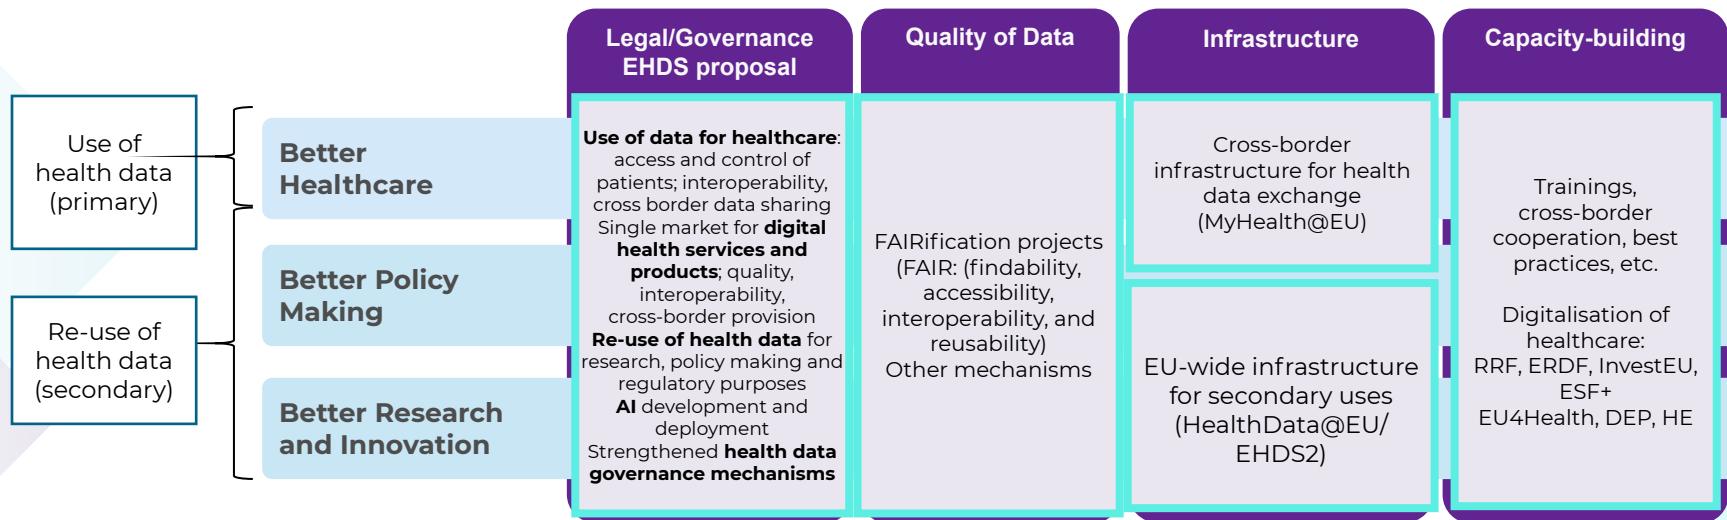 Legal/Governance
EHDS proposal
Quality of Data
Infrastructure
Capacity-building
Use of
health data
(primary)
Re-use of
health data
(secondary)
Better
Healthcare
Better Policy
Making
Better Research
and Innovation
Use of data for healthcare:
access and control of
patients; interoperability,
cross border data sharing
Single market for digital
health services and
products; quality,
interoperability,
cross-border provision
Re-use of health data for
research, policy making and
regulatory purposes
AI development and
deployment
Strengthened health data
governance mechanisms
FAIRification projects
(FAIR: (findability,
accessibility,
interoperability, and
reusability)
Other mechanisms
Cross-border
infrastructure for health
data exchange
(MyHealth@EU)
EU-wide infrastructure
for secondary uses
(HealthData@EU/
EHDS2)
Trainings,
cross-border
cooperation, best
practices, etc.
Digitalisation of
healthcare:
RRF, ERDF, InvestEU,
ESF+
EU4Health, DEP, HE